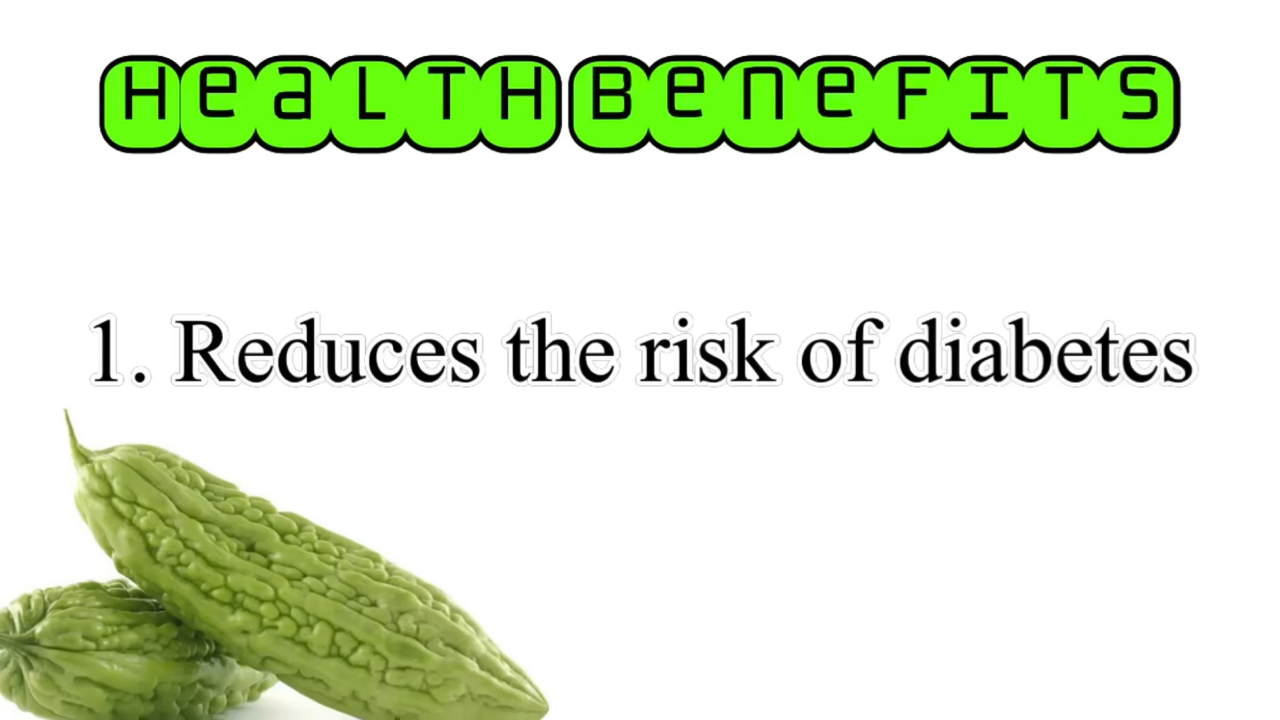 HeaLTH BeneFITS
1. Reduces the risk of diabetes